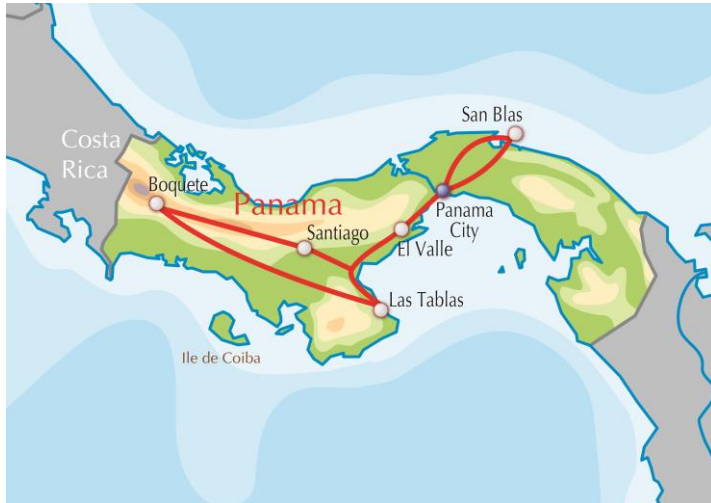 San Blas
Costa
Rica
Boquete
Panama
Panama
City
Santiago
El Valle
Las Tablas
Ile de Coiba